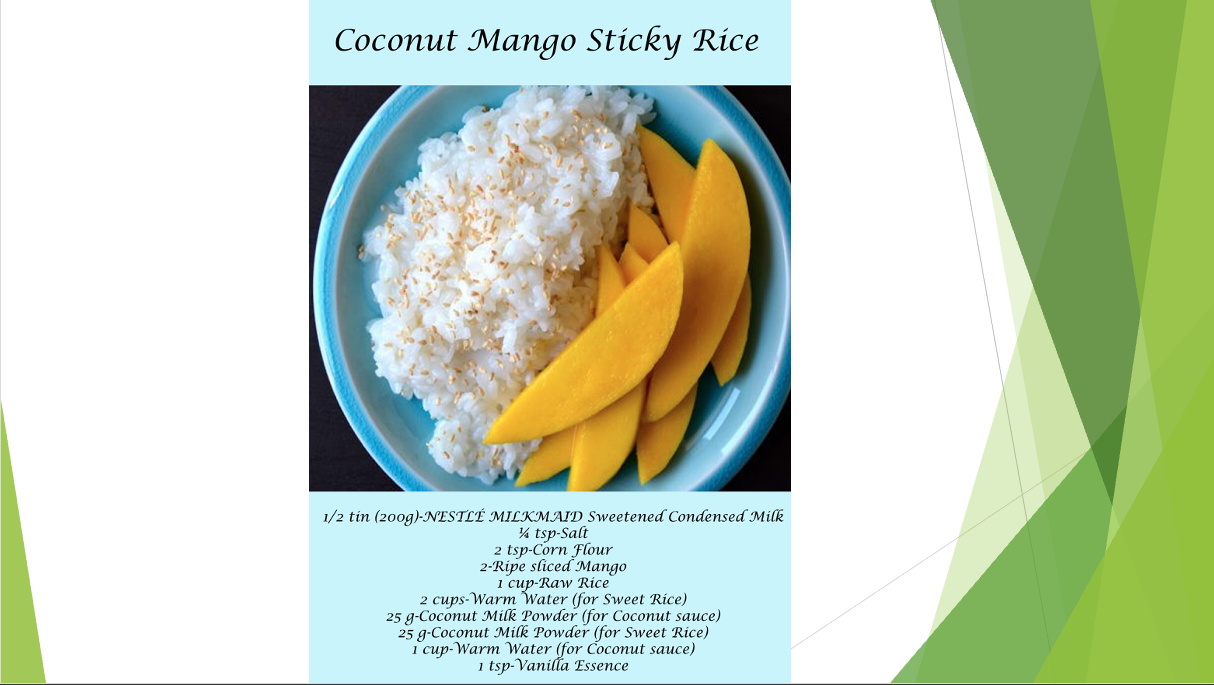 Coconut Mango Sticky Rice
1/2 tin (200g)-NESTLÉ MILKMAID Sweetened Condensed Milk
¼ tsp-Salt
2 tsp-Corn Flour
2-Ripe sliced Mango
1 cup-Raw Rice
2 cups-Warm Water (for Sweet Rice)
25 g-Coconut Milk Powder (for Coconut sauce)
25 g-Coconut Milk Powder (for Sweet Rice)
1 cup-Warm Water (for Coconut sauce)
1 tsp-Vanilla Essence